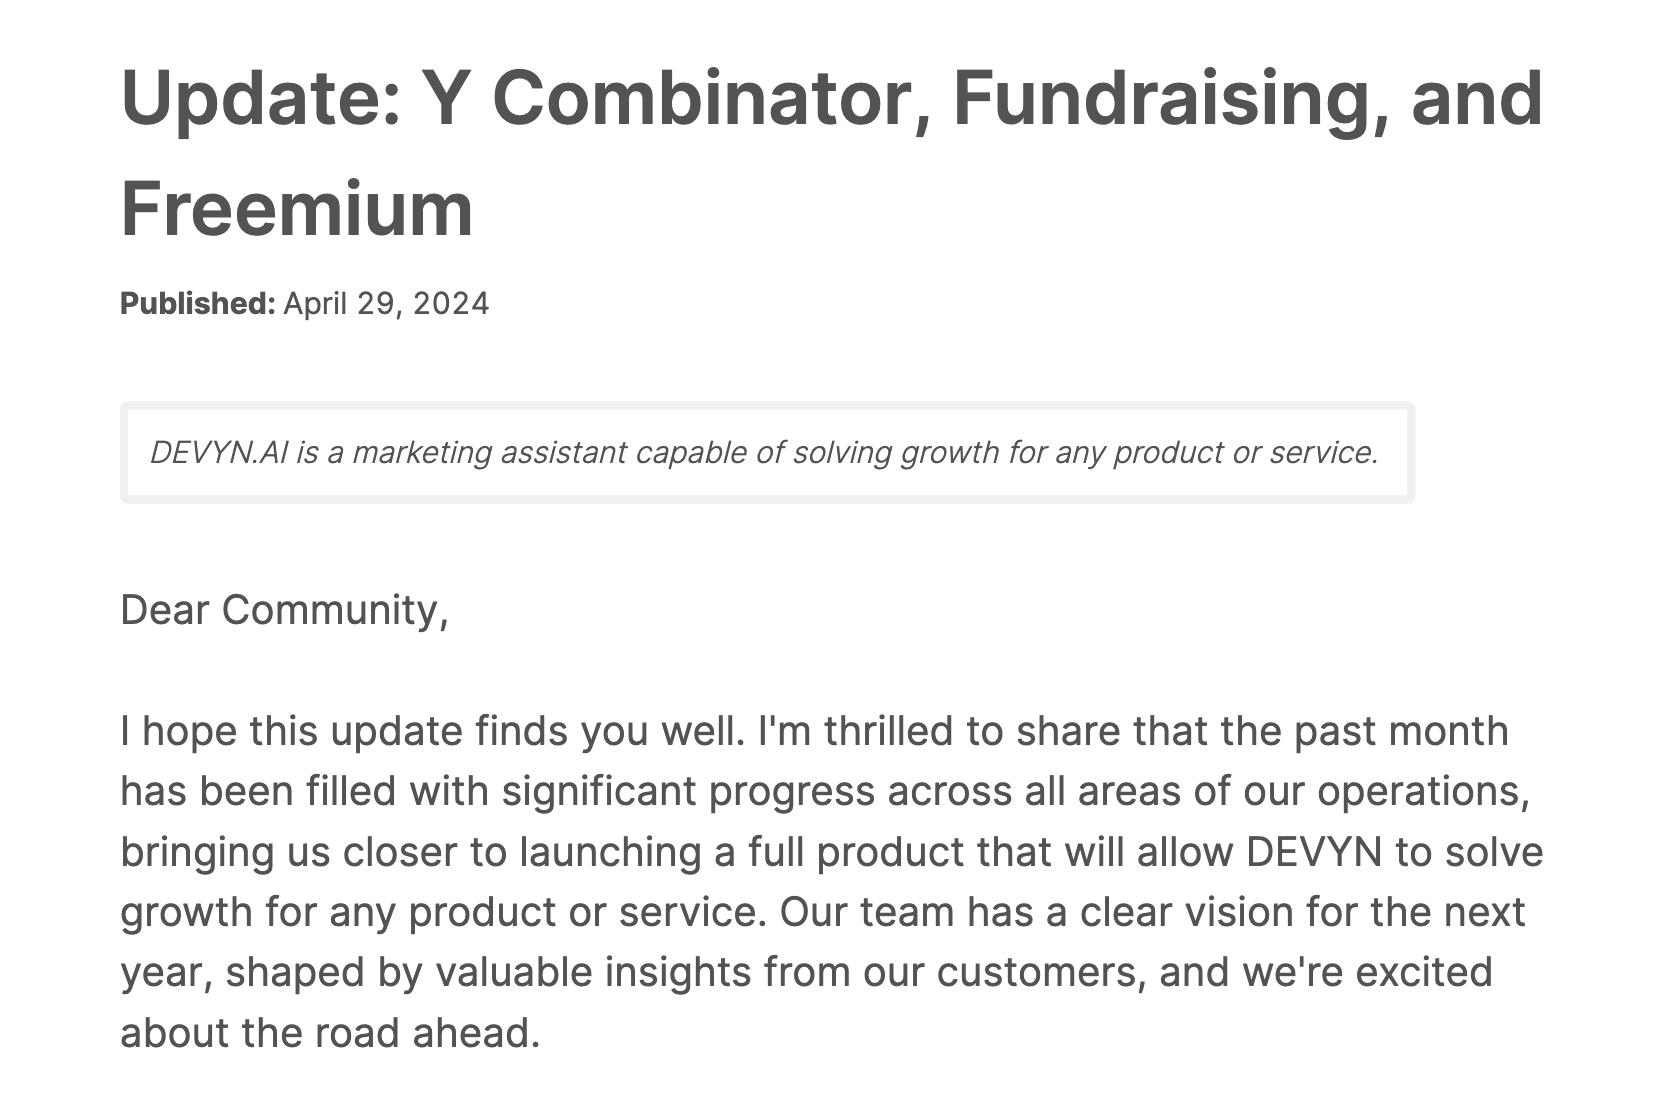 Update: Y Combinator, Fundraising, and
Freemium
Published: April 29, 2024
DEVYN.AI is a marketing assistant capable of solving growth for any product or service.
Dear Community,
I hope this update finds you well. I'm thrilled to share that the past month
has been filled with significant progress across all areas of our operations,
bringing us closer to launching a full product that will allow DEVYN to solve
growth for any product or service. Our team has a clear vision for the next
year, shaped by valuable insights from our customers, and we're excited
about the road ahead.